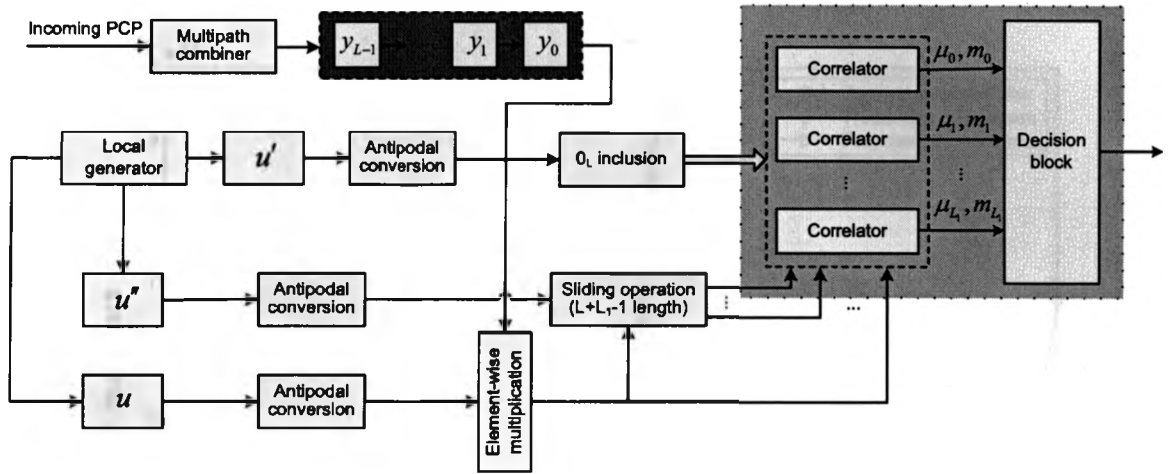 Incoming PCP
Multipath
combiner
y_{L-1}
y_1
y_0
Correlator
μ_0, m_0
Correlator
μ_1, m_1
⋮
⋮
Correlator
μ_{L_1}, m_{L_1}
Decision
block
Local
generator
u'
Antipodal
conversion
0_L inclusion
u"
Antipodal
conversion
Sliding operation
(L+L_1-1 length)
⋮
...
u
Antipodal
conversion
Element-wise
multiplication